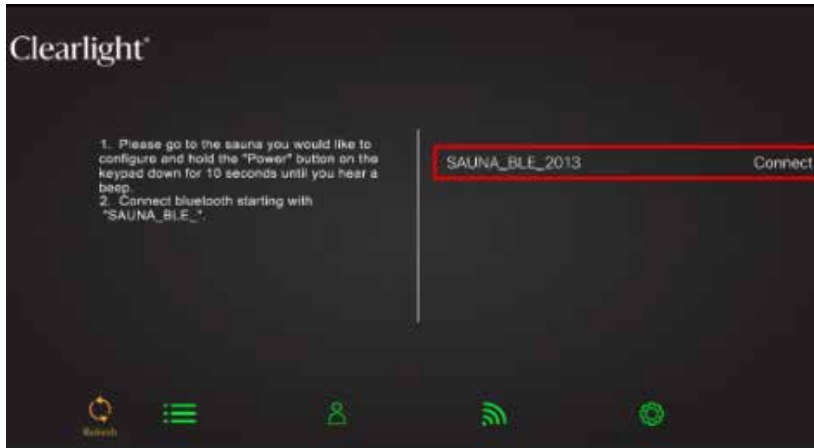 Clearlight®
1. Please go to the sauna you would like to
configure and hold the "Power" button on the
keypad down for 10 seconds until you hear a
beep.
2. Connect bluetooth starting with
"SAUNA_BLE_".
SAUNA_BLE_2013 Connect
Refresh